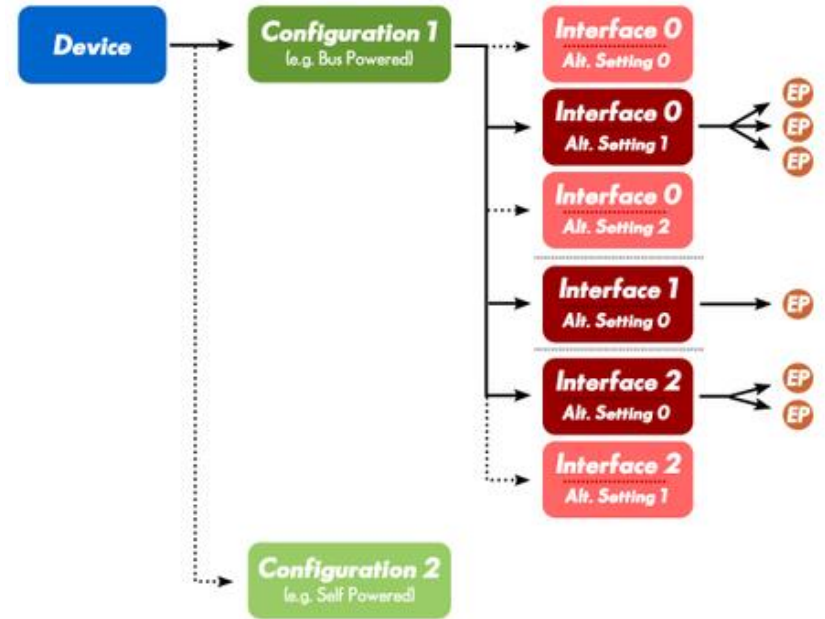 Device
Configuration 1
(e.g. Bus Powered)
Interface 0
Alt. Setting 0
Interface 0
Alt. Setting 1
EP
EP
EP
Interface 0
Alt. Setting 2
Interface 1
Alt. Setting 0
EP
Interface 2
Alt. Setting 0
EP
EP
Interface 2
Alt. Setting 1
Configuration 2
(e.g. Self Powered)